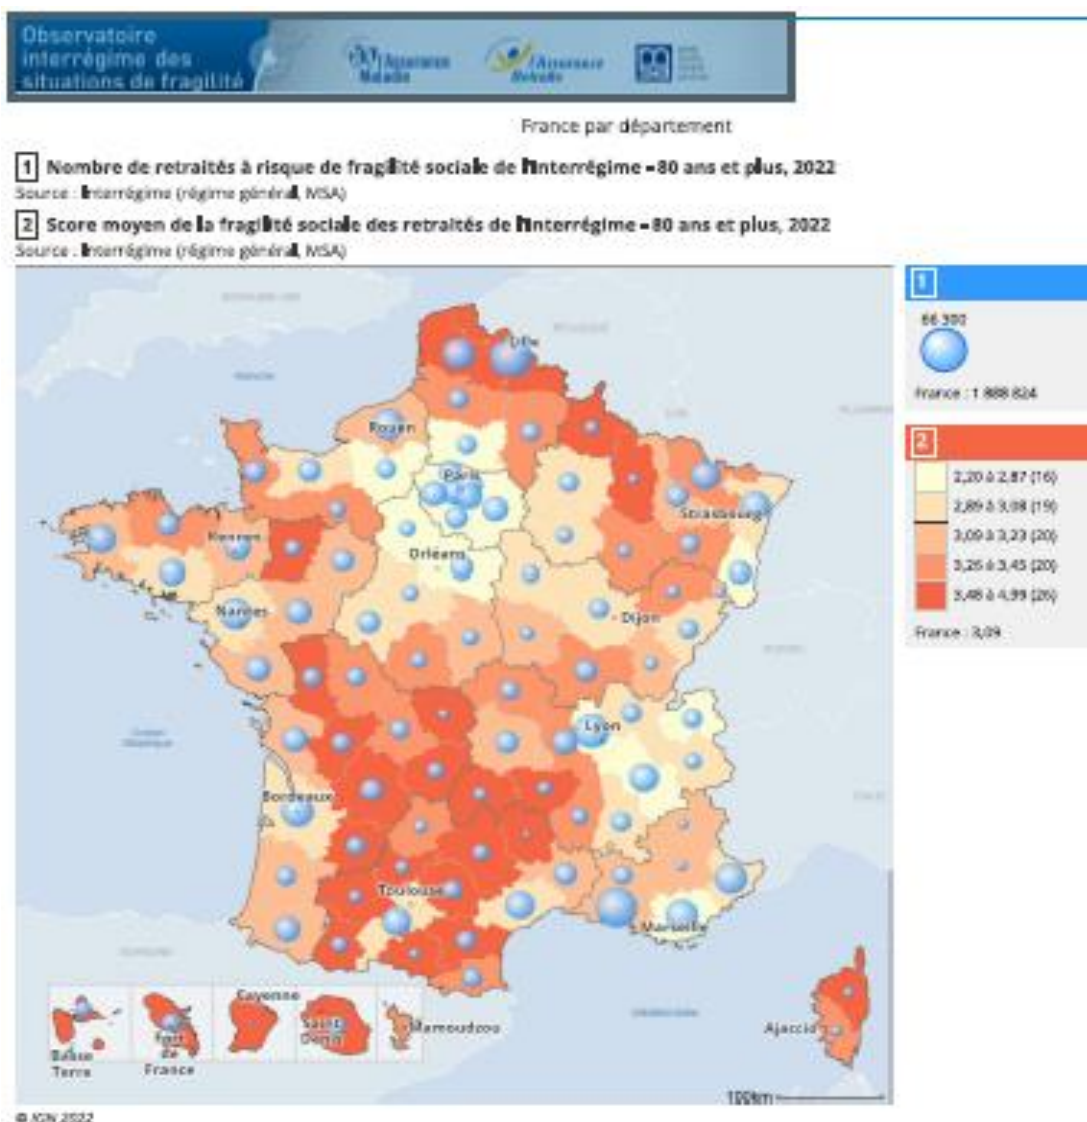 Observatoire
interrégime des
situations de fragilité
l'Assurance
Maladie
l'Assurance
Retraite
France par département
1 Nombre de retraités à risque de fragilité sociale de l'Interrégime - 80 ans et plus, 2022
Source : Interrégime (régime général, MSA)
2 Score moyen de la fragilité sociale des retraités de l'Interrégime - 80 ans et plus, 2022
Source : Interrégime (régime général, MSA)
1
66 300
France : 1 888 824
2
2,20 à 2,87 (16)
2,89 à 3,08 (19)
3,09 à 3,23 (20)
3,26 à 3,45 (20)
3,48 à 4,99 (26)
France : 3,09
Lille
Rouen
Paris
Strasbourg
Rennes
Orléans
Nantes
Dijon
Lyon
Bordeaux
Toulouse
Marseille
Ajaccio
Cayenne
Saint
Denis
Mamoudzou
Basse
Terre
Fort
de
France
100km
© IGN 2022